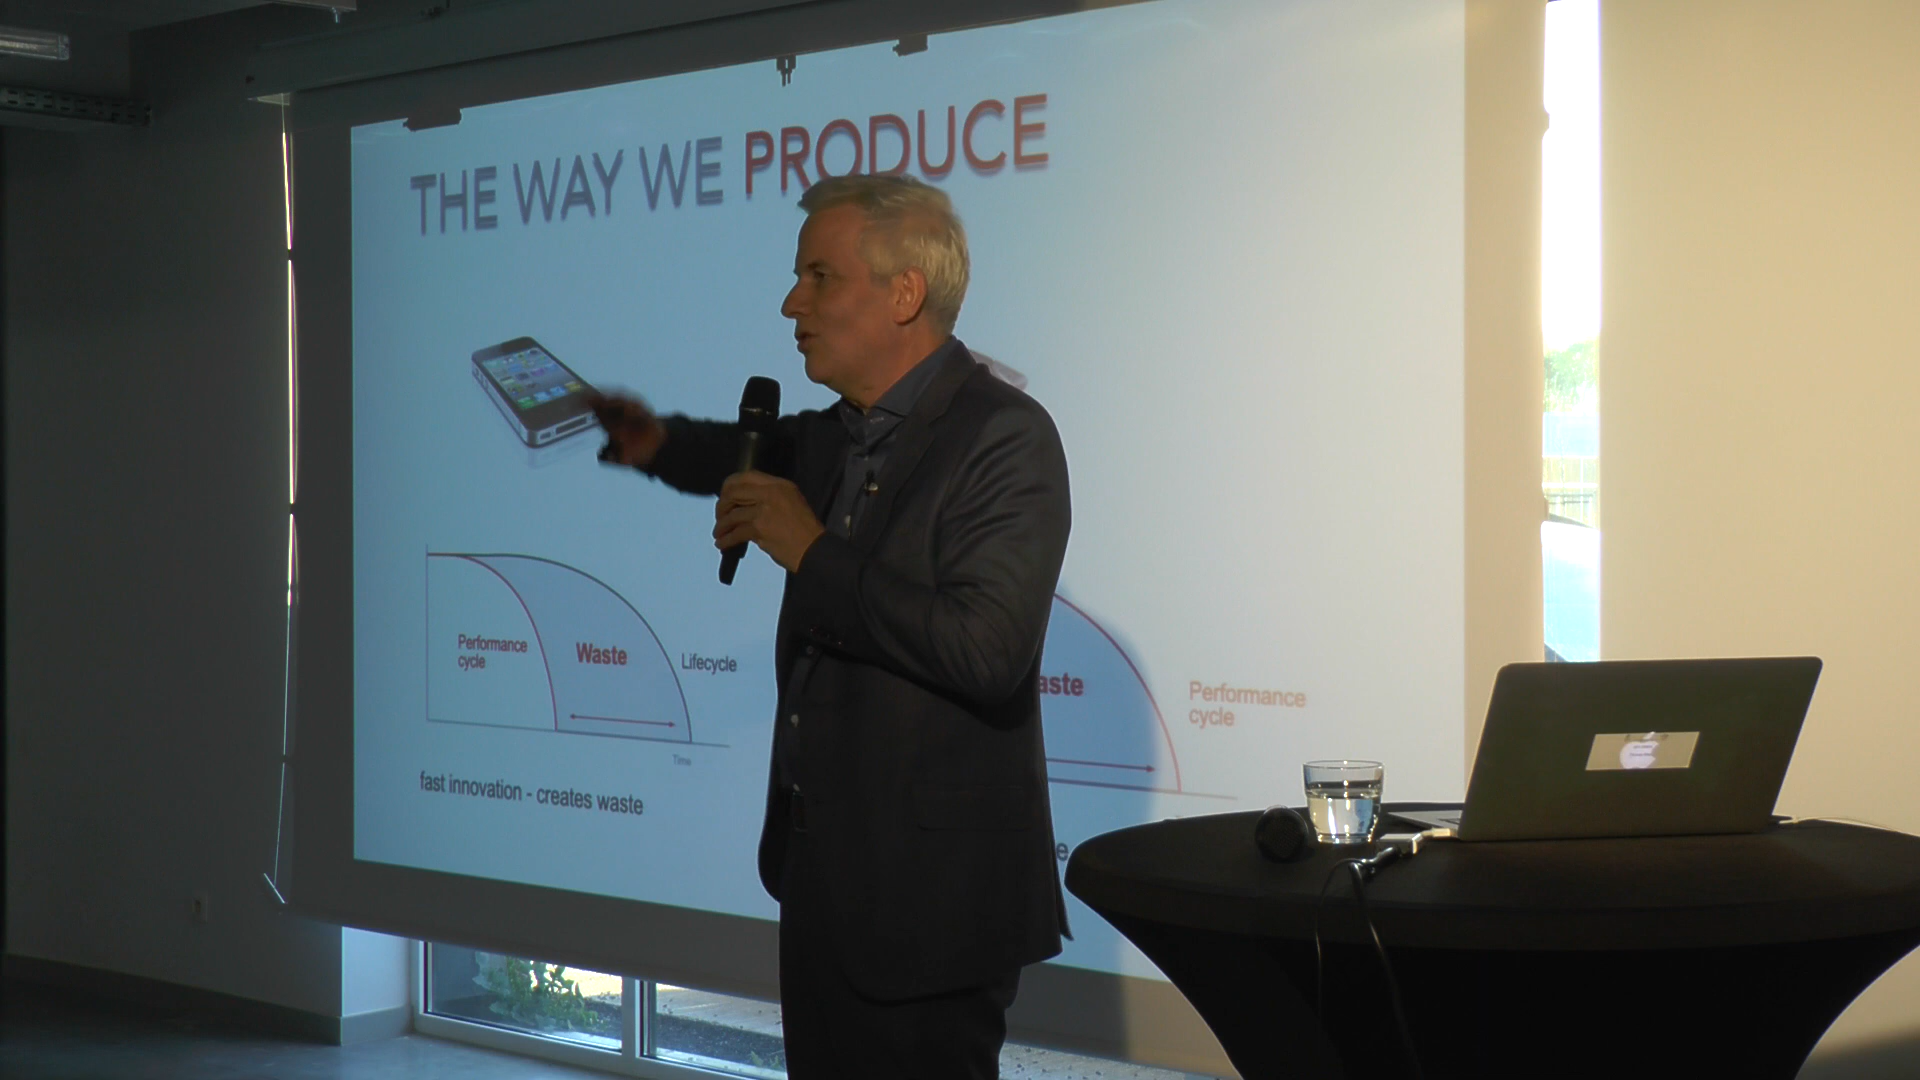 THE WAY WE PRODUCE
Performance
cycle
Waste
Lifecycle
Time
fast innovation - creates waste
aste
Performance
cycle
e